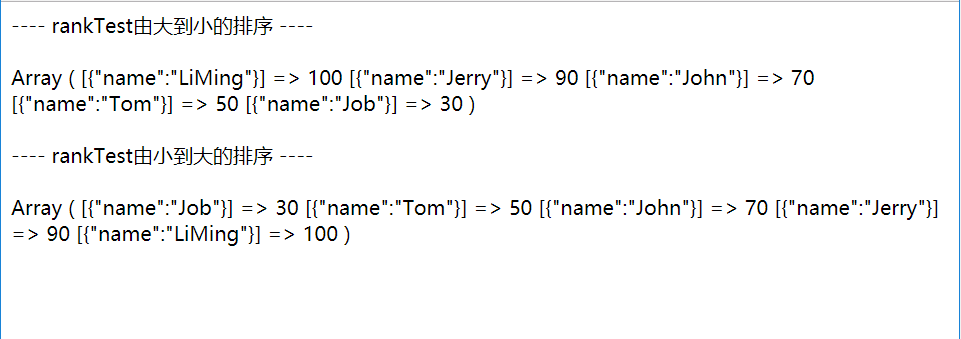 ---- rankTest由大到小的排序 ----
Array ( [{"name":"LiMing"}] => 100 [{"name":"Jerry"}] => 90 [{"name":"John"}] => 70
[{"name":"Tom"}] => 50 [{"name":"Job"}] => 30 )
---- rankTest由小到大的排序 ----
Array ( [{"name":"Job"}] => 30 [{"name":"Tom"}] => 50 [{"name":"John"}] => 70 [{"name":"Jerry"}]
=> 90 [{"name":"LiMing"}] => 100 )